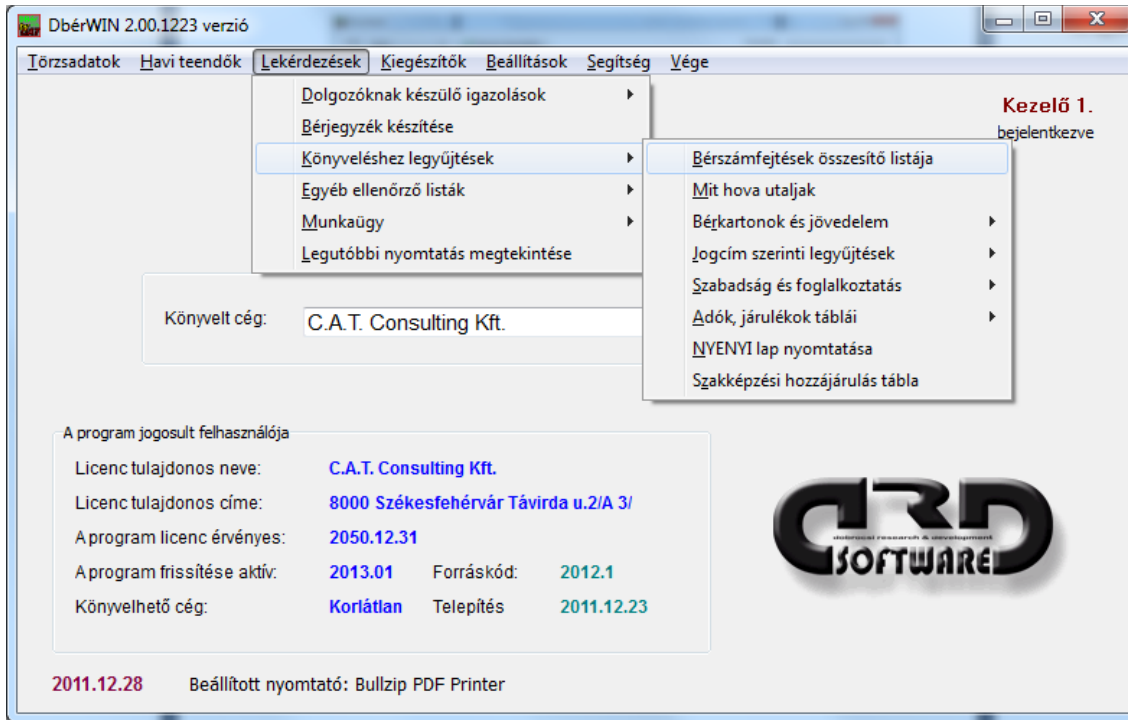 DbérWIN 2.00.1223 verzió
Törzsadatok Havi teendők Lekérdezések Kiegészítők Beállítások Segítség Vége
Dolgozóknak készülő igazolások
Bérjegyzék készítése
Könyveléshez legyűjtések
Egyéb ellenőrző listák
Munkaügy
Legutóbbi nyomtatás megtekintése
Kezelő 1.
bejelentkezve
Bérszámfejtések összesítő listája
Mit hova utaljak
Bérkartonok és jövedelem
Jogcím szerinti legyűjtések
Szabadság és foglalkoztatás
Adók, járulékok táblái
NYENYI lap nyomtatása
Szakképzési hozzájárulás tábla
Könyvelt cég: C.A.T. Consulting Kft.
A program jogosult felhasználója
Licenc tulajdonos neve: C.A.T. Consulting Kft.
Licenc tulajdonos címe: 8000 Székesfehérvár Távirda u.2/A 3/
A program licenc érvényes: 2050.12.31
A program frissítése aktív: 2013.01 Forráskód: 2012.1
Könyvelhető cég: Korlátlan Telepítés 2011.12.23
DRD
dobrocsi research & development
SOFTWARE
2011.12.28 Beállított nyomtató: Bullzip PDF Printer